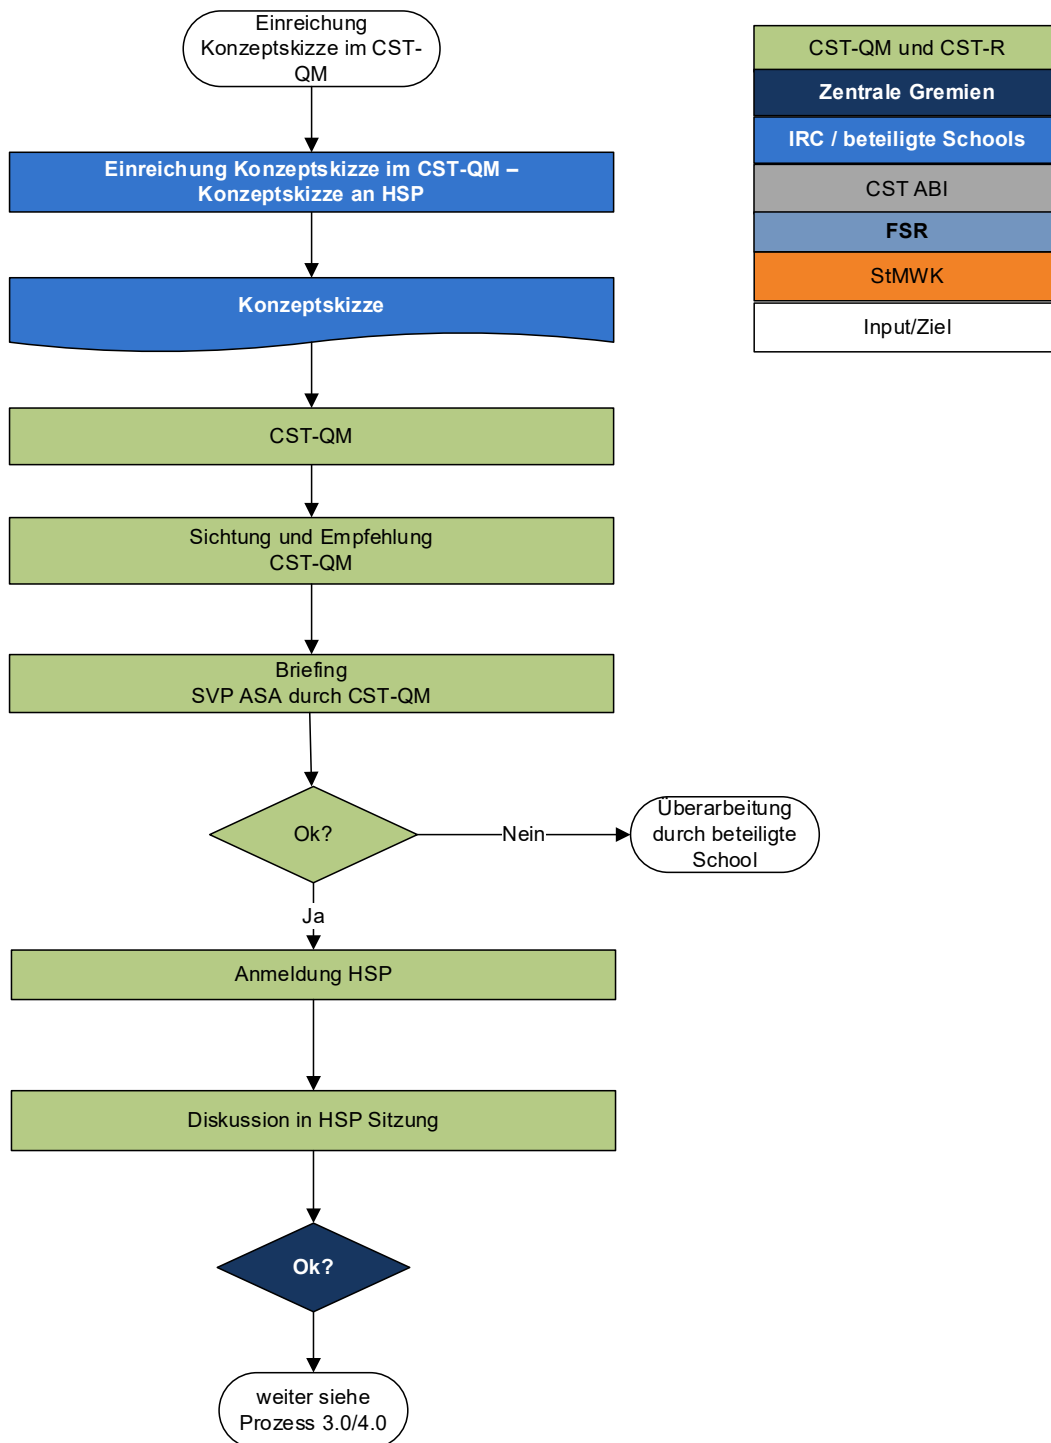 Einreichung
Konzeptskizze im CST-
QM
Einreichung Konzeptskizze im CST-QM –
Konzeptskizze an HSP
Konzeptskizze
CST-QM
Sichtung und Empfehlung
CST-QM
Briefing
SVP ASA durch CST-QM
Ok?
Nein
Überarbeitung
durch beteiligte
School
Ja
Anmeldung HSP
Diskussion in HSP Sitzung
Ok?
weiter siehe
Prozess 3.0/4.0
CST-QM und CST-R
Zentrale Gremien
IRC / beteiligte Schools
CST ABI
FSR
StMWK
Input/Ziel